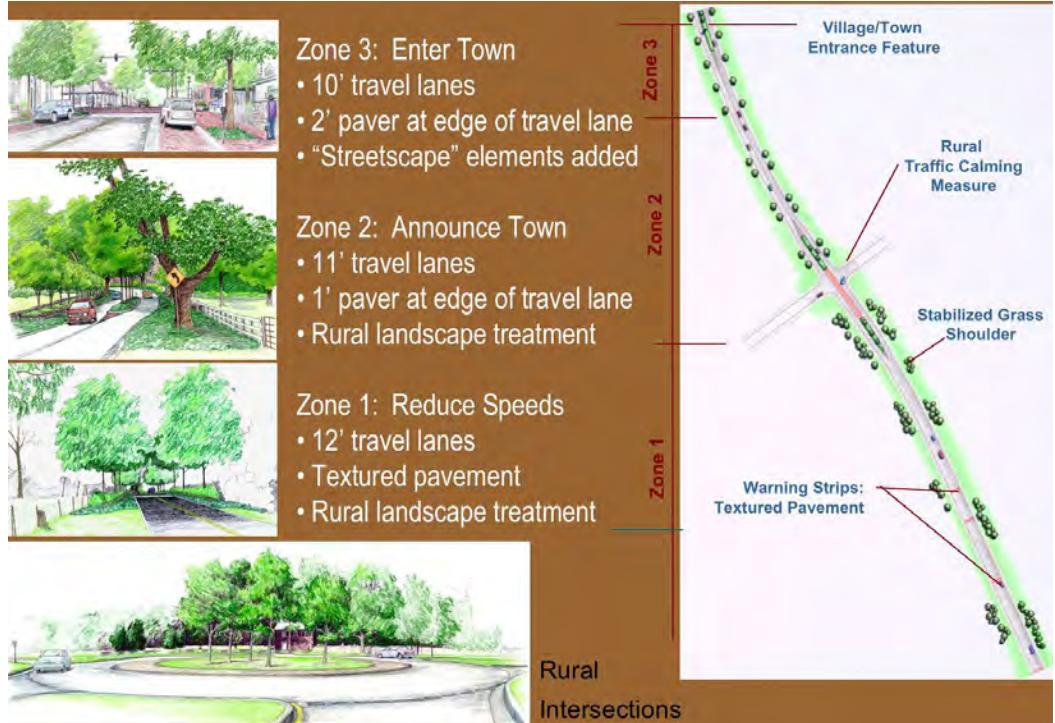 Zone 3: Enter Town
• 10' travel lanes
• 2' paver at edge of travel lane
• “Streetscape” elements added
Zone 2: Announce Town
• 11' travel lanes
• 1' paver at edge of travel lane
• Rural landscape treatment
Zone 1: Reduce Speeds
• 12' travel lanes
• Textured pavement
• Rural landscape treatment
Rural
Intersections
Zone 3
Zone 2
Zone 1
Village/Town
Entrance Feature
Rural
Traffic Calming
Measure
Stabilized Grass
Shoulder
Warning Strips:
Textured Pavement